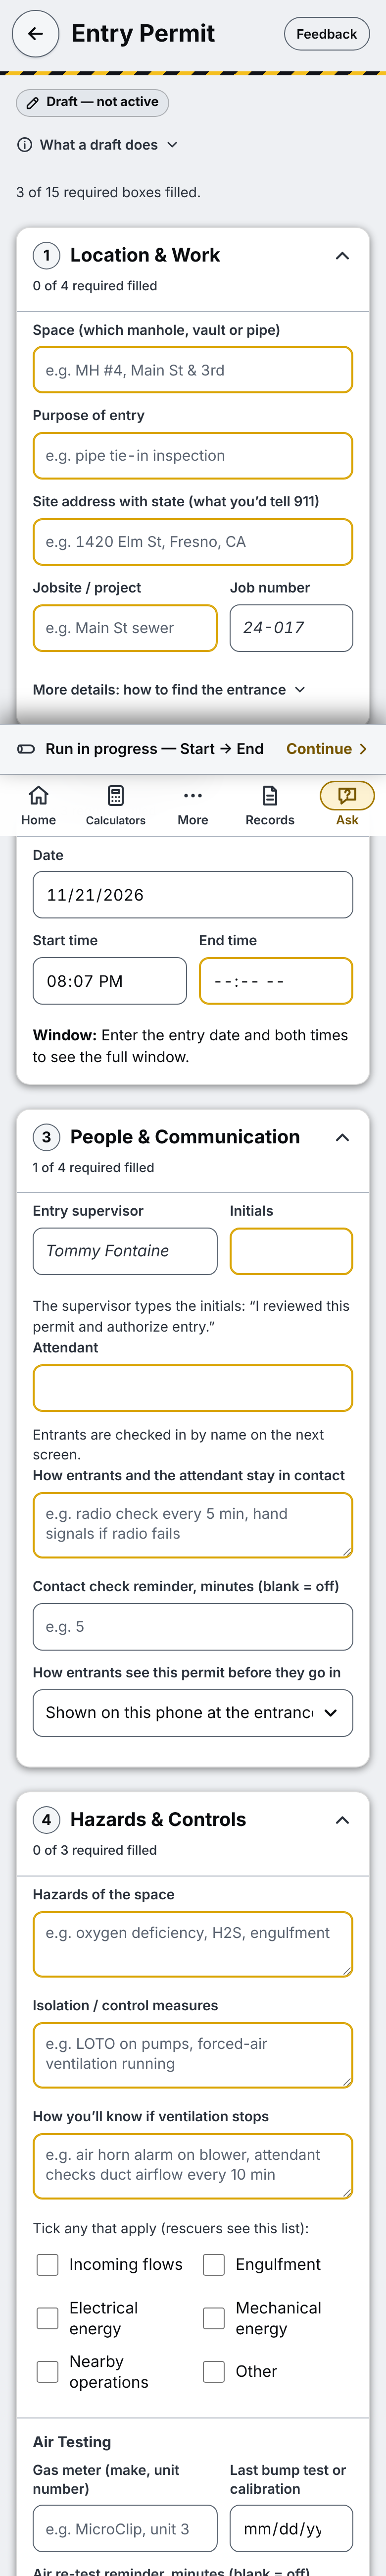 Entry Permit
Feedback
Draft — not active
What a draft does
3 of 15 required boxes filled.
1 Location & Work
0 of 4 required filled
Space (which manhole, vault or pipe)
e.g. MH #4, Main St & 3rd
Purpose of entry
e.g. pipe tie-in inspection
Site address with state (what you’d tell 911)
e.g. 1420 Elm St, Fresno, CA
Jobsite / project
Job number
e.g. Main St sewer
24-017
More details: how to find the entrance
Run in progress — Start → End
Continue
Home
Calculators
More
Records
Ask
Date
11/21/2026
Start time
End time
08:07 PM
--:-- --
Window: Enter the entry date and both times
to see the full window.
3 People & Communication
1 of 4 required filled
Entry supervisor
Initials
Tommy Fontaine
The supervisor types the initials: “I reviewed this
permit and authorize entry.”
Attendant
Entrants are checked in by name on the next
screen.
How entrants and the attendant stay in contact
e.g. radio check every 5 min, hand
signals if radio fails
Contact check reminder, minutes (blank = off)
e.g. 5
How entrants see this permit before they go in
Shown on this phone at the entranc
4 Hazards & Controls
0 of 3 required filled
Hazards of the space
e.g. oxygen deficiency, H2S, engulfment
Isolation / control measures
e.g. LOTO on pumps, forced-air
ventilation running
How you’ll know if ventilation stops
e.g. air horn alarm on blower, attendant
checks duct airflow every 10 min
Tick any that apply (rescuers see this list):
Incoming flows
Engulfment
Electrical
energy
Mechanical
energy
Nearby
operations
Other
Air Testing
Gas meter (make, unit
number)
Last bump test or
calibration
e.g. MicroClip, unit 3
mm/dd/yy
Air re-test reminder, minutes (blank = off)